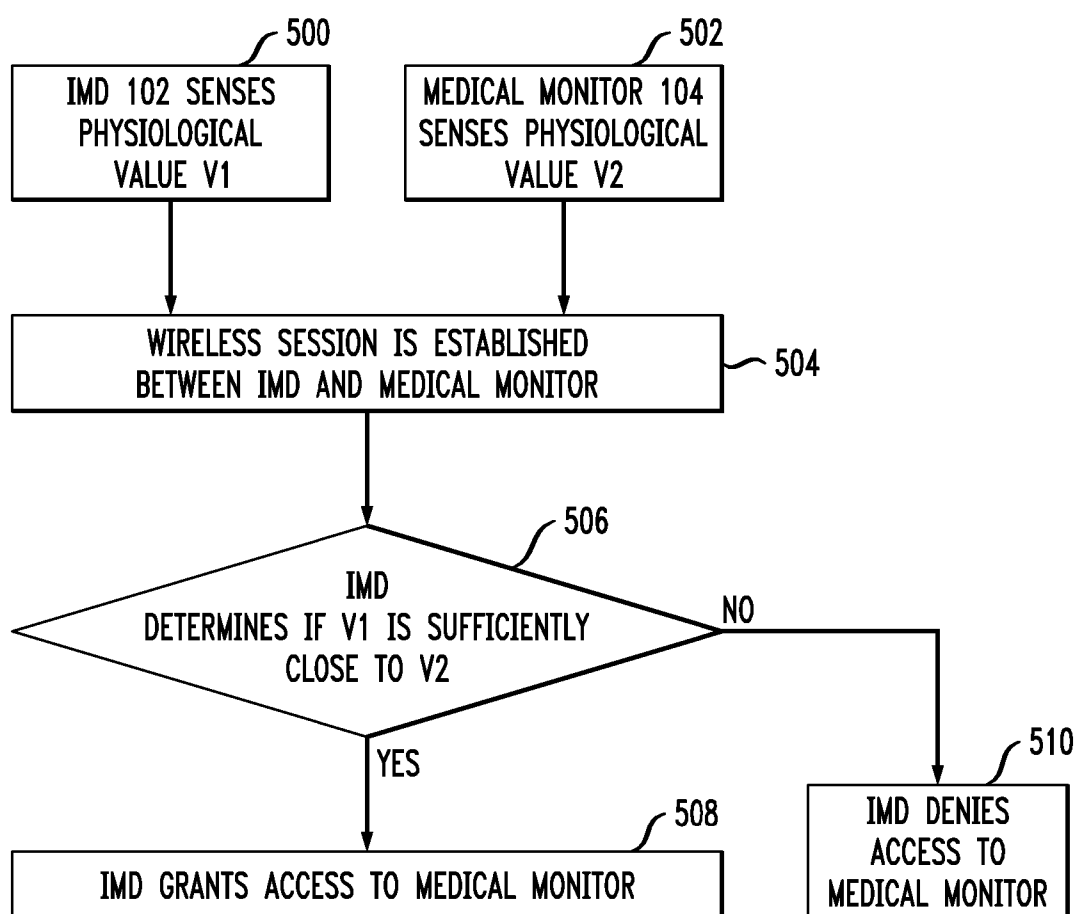 500
IMD 102 SENSES
PHYSIOLOGICAL
VALUE V1
502
MEDICAL MONITOR 104
SENSES PHYSIOLOGICAL
VALUE V2
WIRELESS SESSION IS ESTABLISHED
BETWEEN IMD AND MEDICAL MONITOR
504
506
IMD
DETERMINES IF V1 IS SUFFICIENTLY
CLOSE TO V2
NO
YES
508
IMD GRANTS ACCESS TO MEDICAL MONITOR
510
IMD DENIES
ACCESS TO
MEDICAL MONITOR